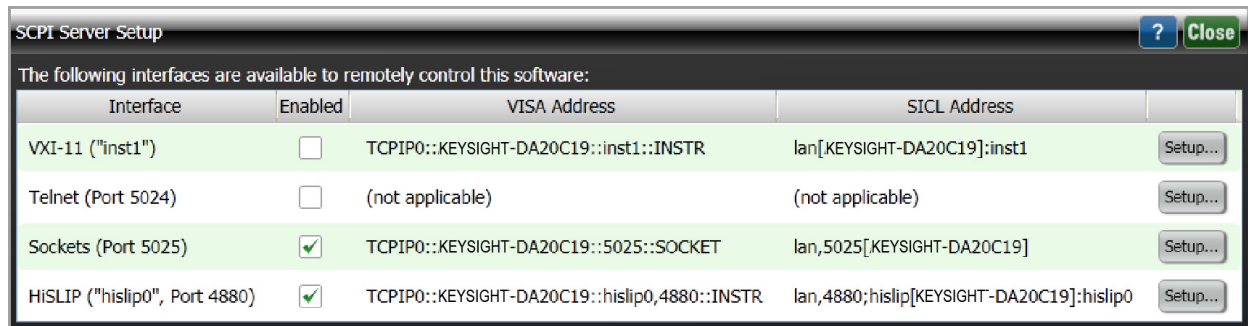 SCPI Server Setup ? Close
The following interfaces are available to remotely control this software:
Interface Enabled VISA Address SICL Address
VXI-11 ("inst1") TCPIP0::KEYSIGHT-DA20C19::inst1::INSTR lan[KEYSIGHT-DA20C19]:inst1 Setup...
Telnet (Port 5024) (not applicable) (not applicable) Setup...
Sockets (Port 5025) TCPIP0::KEYSIGHT-DA20C19::5025::SOCKET lan,5025[KEYSIGHT-DA20C19] Setup...
HiSLIP ("hislip0", Port 4880) TCPIP0::KEYSIGHT-DA20C19::hislip0,4880::INSTR lan,4880;hislip[KEYSIGHT-DA20C19]:hislip0 Setup...